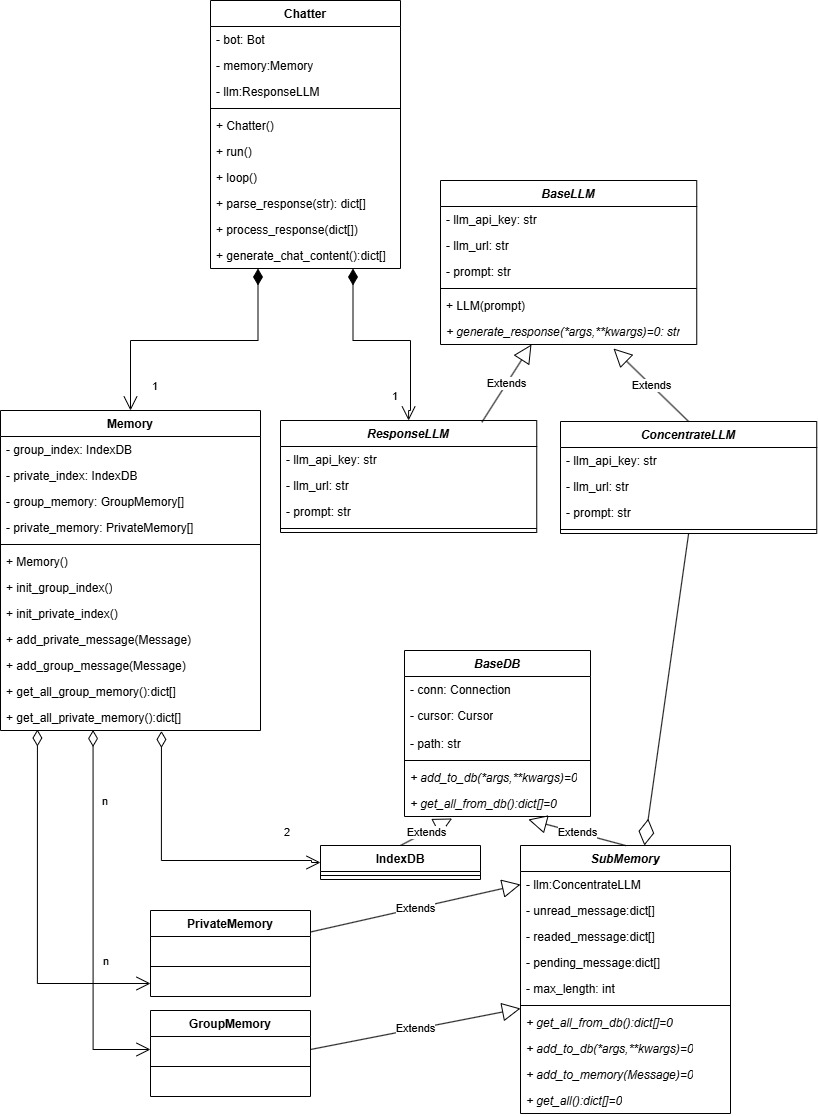 Chatter
- bot: Bot
- memory:Memory
- llm:ResponseLLM
+ Chatter()
+ run()
+ loop()
+ parse_response(str): dict[]
+ process_response(dict[])
+ generate_chat_content():dict[]
BaseLLM
- llm_api_key: str
- llm_url: str
- prompt: str
+ LLM(prompt)
+ generate_response(*args,**kwargs)=0: str
1
1
Extends
Extends
Memory
- group_index: IndexDB
- private_index: IndexDB
- group_memory: GroupMemory[]
- private_memory: PrivateMemory[]
+ Memory()
+ init_group_index()
+ init_private_index()
+ add_private_message(Message)
+ add_group_message(Message)
+ get_all_group_memory():dict[]
+ get_all_private_memory():dict[]
ResponseLLM
- llm_api_key: str
- llm_url: str
- prompt: str
ConcentrateLLM
- llm_api_key: str
- llm_url: str
- prompt: str
BaseDB
- conn: Connection
- cursor: Cursor
- path: str
+ add_to_db(*args,**kwargs)=0
+ get_all_from_db():dict[]=0
n
2
Extends
Extends
IndexDB
SubMemory
- llm:ConcentrateLLM
- unread_message:dict[]
- readed_message:dict[]
- pending_message:dict[]
- max_length: int
+ get_all_from_db():dict[]=0
+ add_to_db(*args,**kwargs)=0
+ add_to_memory(Message)=0
+ get_all():dict[]=0
Extends
PrivateMemory
n
Extends
GroupMemory